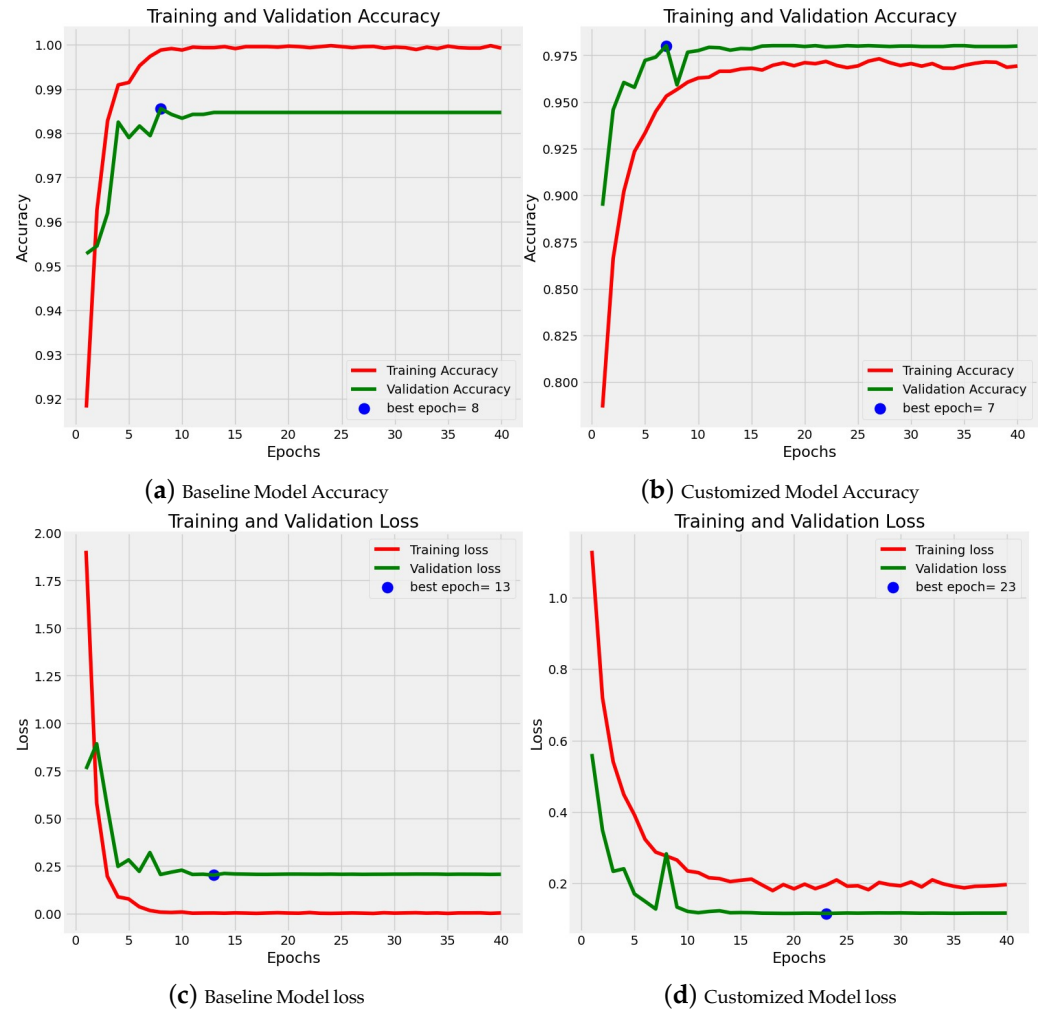 Training and Validation Accuracy
1.00
0.99
0.98
0.97
0.96
0.95
0.94
0.93
0.92
Accuracy
Training Accuracy
Validation Accuracy
best epoch= 8
0 5 10 15 20 25 30 35 40
Epochs
(a) Baseline Model Accuracy
Training and Validation Accuracy
0.975
0.950
0.925
0.900
0.875
0.850
0.825
0.800
Accuracy
Training Accuracy
Validation Accuracy
best epoch= 7
0 5 10 15 20 25 30 35 40
Epochs
(b) Customized Model Accuracy
Training and Validation Loss
2.00
1.75
1.50
1.25
1.00
0.75
0.50
0.25
0.00
Loss
Training loss
Validation loss
best epoch= 13
0 5 10 15 20 25 30 35 40
Epochs
(c) Baseline Model loss
Training and Validation Loss
1.0
0.8
0.6
0.4
0.2
Loss
Training loss
Validation loss
best epoch= 23
0 5 10 15 20 25 30 35 40
Epochs
(d) Customized Model loss